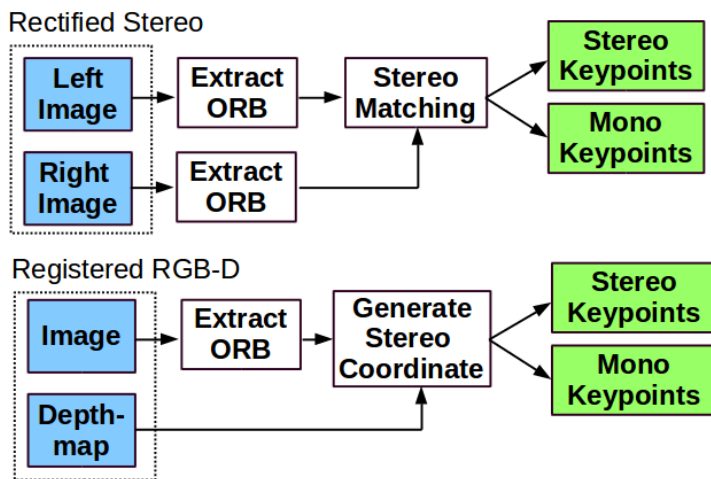 Rectified Stereo
Left
Image
Extract
ORB
Stereo
Matching
Stereo
Keypoints
Mono
Keypoints
Right
Image
Extract
ORB
Registered RGB-D
Image
Extract
ORB
Generate
Stereo
Coordinate
Stereo
Keypoints
Mono
Keypoints
Depth-
map